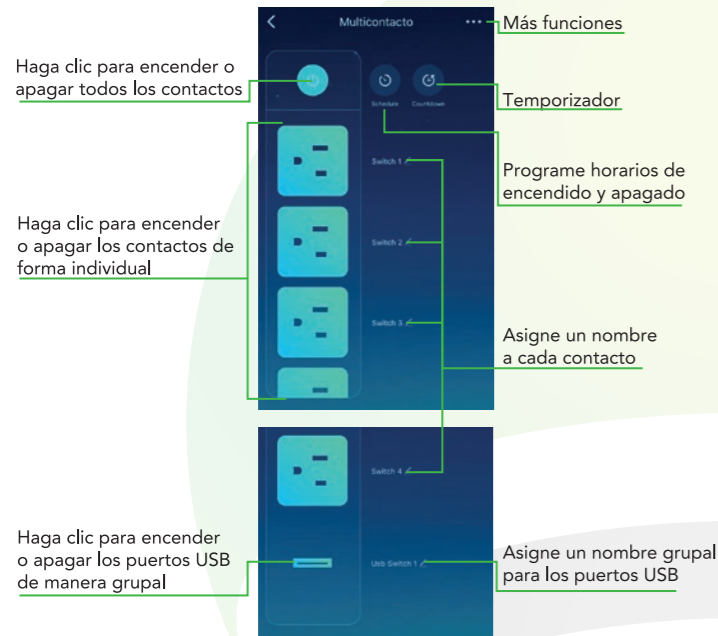 Multicontacto
Más funciones
Haga clic para encender o
apagar todos los contactos
Schedule
Countdown
Temporizador
Programe horarios de
encendido y apagado
Switch 1
Haga clic para encender
o apagar los contactos de
forma individual
Switch 2
Switch 3
Asigne un nombre
a cada contacto
Switch 4
Haga clic para encender
o apagar los puertos USB
de manera grupal
Usb Switch 1
Asigne un nombre grupal
para los puertos USB